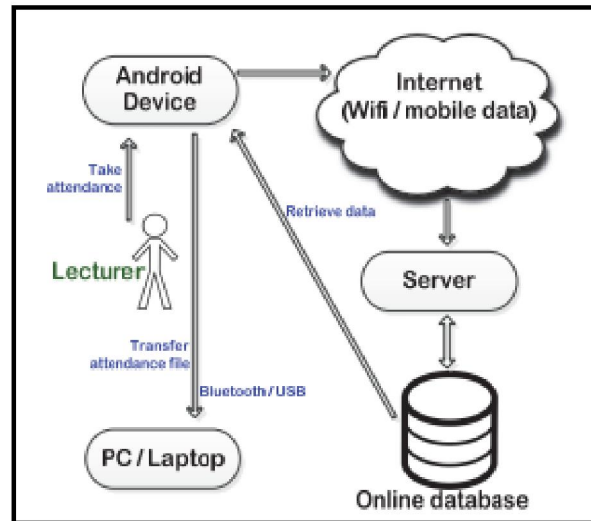 Android
Device
Internet
(Wifi / mobile data)
Take
attendance
Retrieve data
Lecturer
Server
Transfer
attendance file
Bluetooth / USB
PC / Laptop
Online database